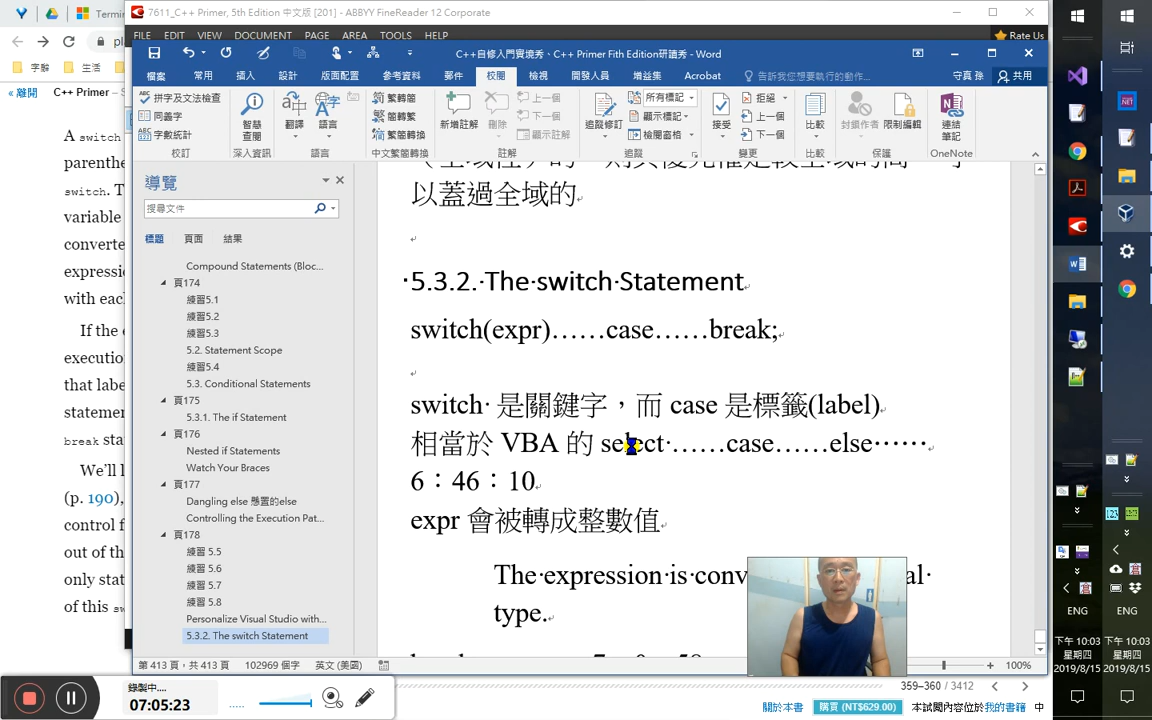 Termi
7611_C++ Primer, 5th Edition 中文版 [201] - ABBYY FineReader 12 Corporate
FILE EDIT VIEW DOCUMENT PAGE AREA TOOLS HELP
Rate Us
字辭
生活
« 離開
C++ Primer – S
C++自修入門實境秀、C++ Primer Fifth Edition研讀秀 - Word
檔案 常用 插入 設計 版面配置 參考資料 郵件 校閱 檢視 開發人員 增益集 Acrobat 告訴我您想要執行的動作... 守真 孫 共用
拼字及文法檢查
同義字
字數統計
校訂
智慧查閱
深入資訊
翻譯
語言
語言
繁轉簡
簡轉繁
繁簡轉換
中文繁簡轉換
新增註解
刪除
上一個
下一個
顯示註解
註解
追蹤修訂
所有標記
顯示標記
檢閱窗格
追蹤
接受
拒絕
上一個
下一個
變更
比較
比較
封鎖作者
限制編輯
保護
連結筆記
OneNote
A switch
parenthe
switch. T
variable
converte
expressio
with each
If the e
execution
that labe
statemen
break sta
We'll l
(p. 190),
control f
out of th
only stat
of this sw
導覽
搜尋文件
標題 頁面 結果
Compound Statements (Bloc...
頁174
練習5.1
練習5.2
練習5.3
5.2. Statement Scope
練習5.4
5.3. Conditional Statements
頁175
5.3.1. The if Statement
頁176
Nested if Statements
Watch Your Braces
頁177
Dangling else 懸置的else
Controlling the Execution Pat...
頁178
練習 5.5
練習 5.6
練習 5.7
練習 5.8
Personalize Visual Studio with...
5.3.2. The switch Statement
以蓋過全域的
5.3.2. The switch Statement
switch(expr)……case……break;
switch 是關鍵字，而 case 是標籤(label)
相當於 VBA 的 select ……case……else……
6：46：10
expr 會被轉成整數值
The expression is conv al
type.
第 413 頁，共 413 頁 102969 個字 英文 (美國)
100%
錄製中....
07:05:23
359–360 / 3412
關於本書 購買 (NT$629.00) 本試閱內容位於我的書籍 中
ENG
下午 10:03
星期四
2019/8/15
ENG
下午 10:03
星期四
2019/8/15